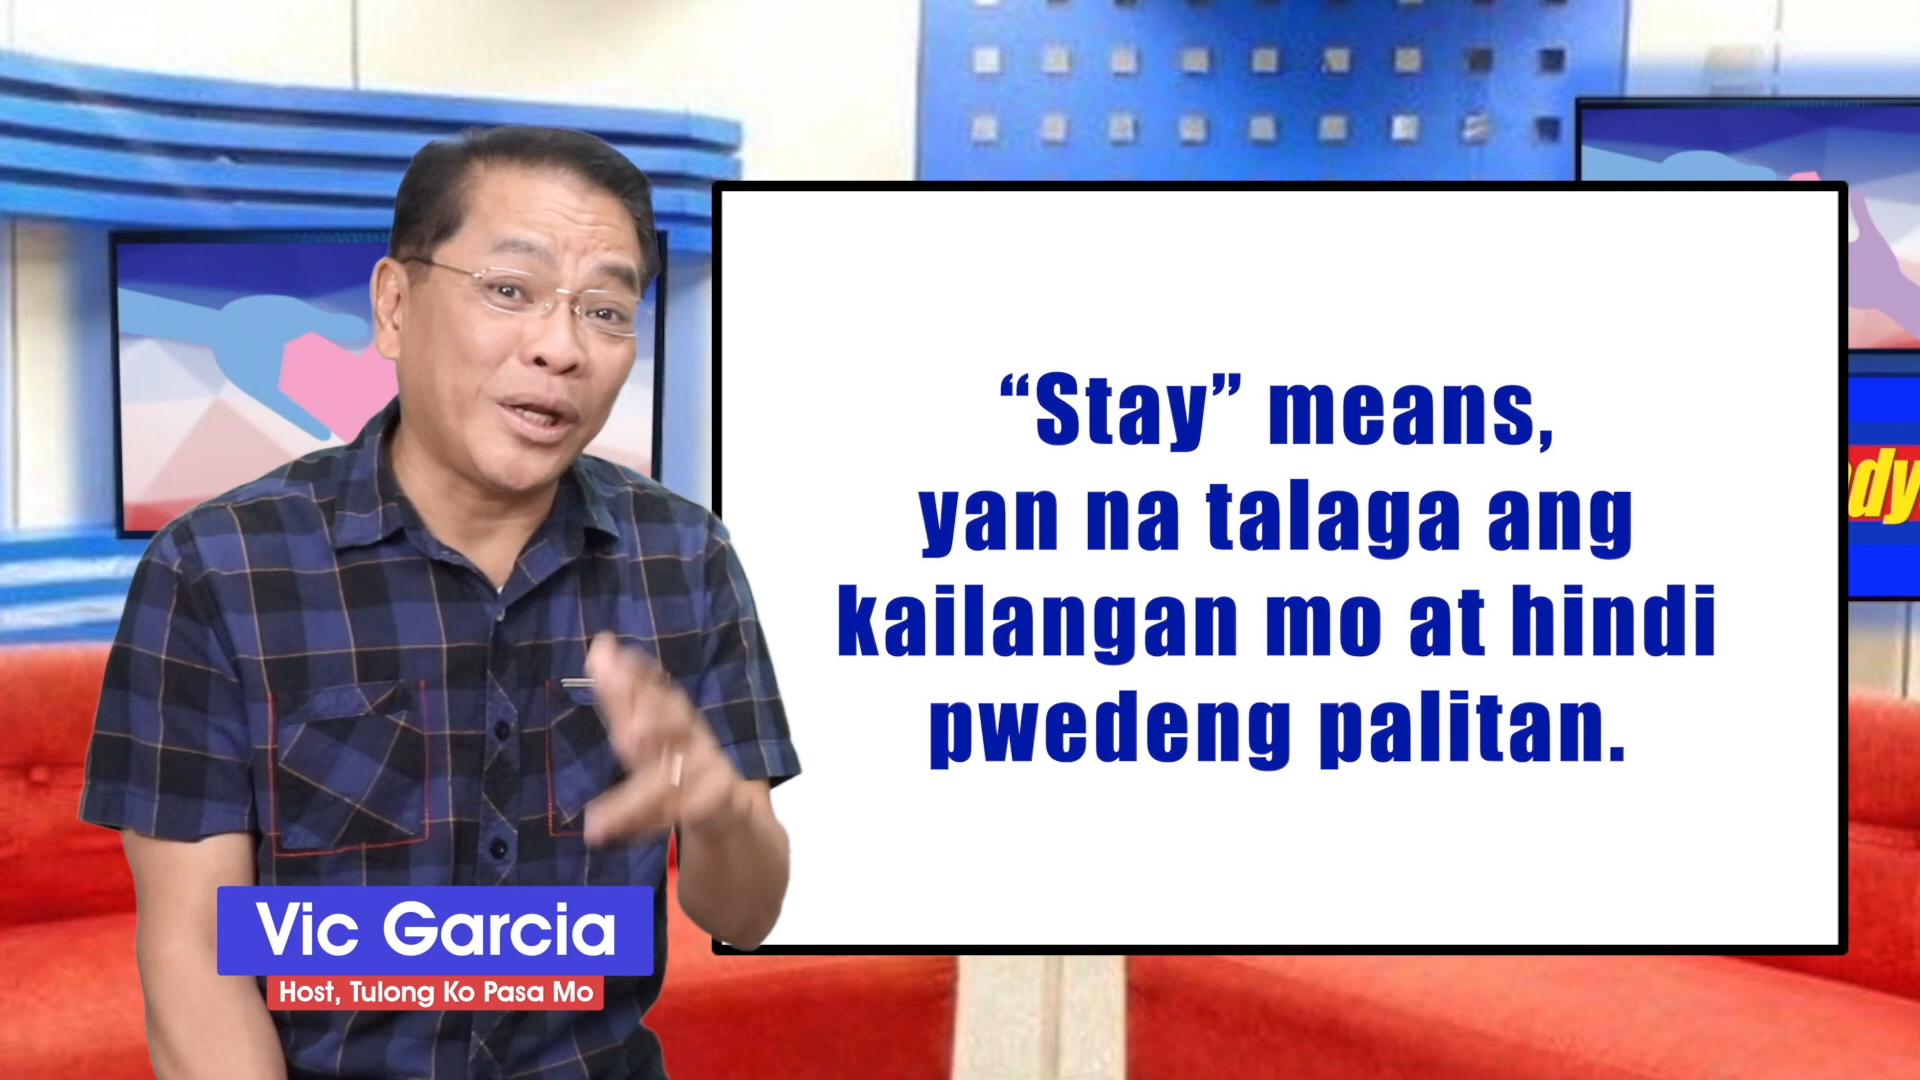 “Stay” means,
yan na talaga ang
kailangan mo at hindi
pwedeng palitan.
Vic Garcia
Host, Tulong Ko Pasa Mo